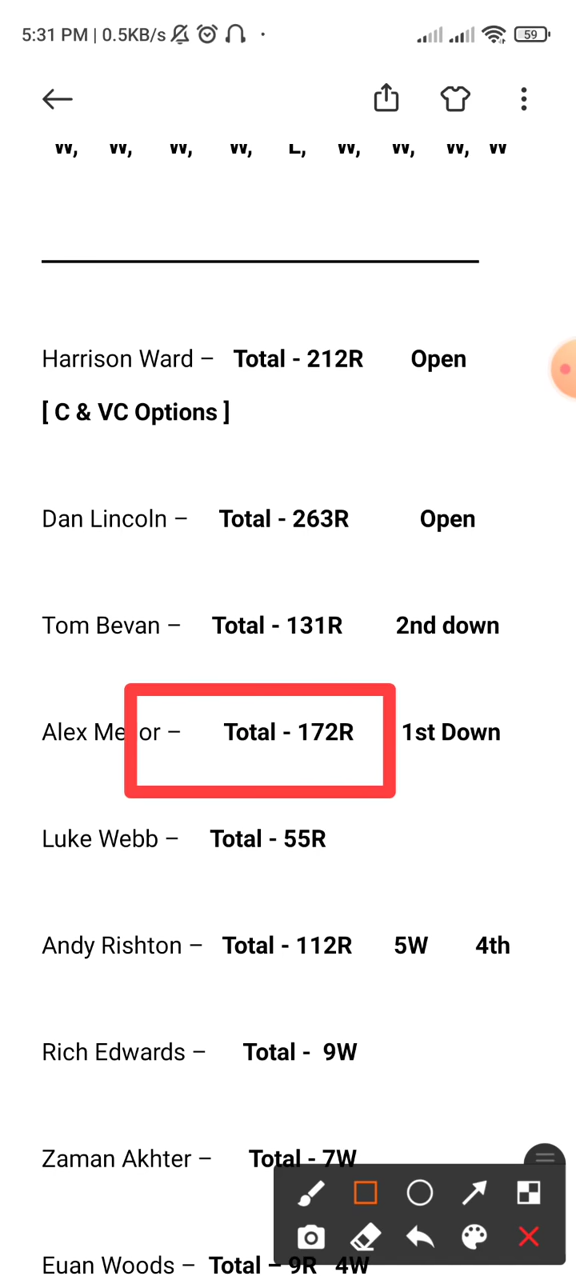 5:31 PM | 0.5KB/s
59
W, W, W, W, L, W, W, W, W
Harrison Ward – Total - 212R Open
[ C & VC Options ]
Dan Lincoln – Total - 263R Open
Tom Bevan – Total - 131R 2nd down
Alex Me or – Total - 172R 1st Down
Luke Webb – Total - 55R
Andy Rishton – Total - 112R 5W 4th
Rich Edwards – Total - 9W
Zaman Akhter – Total - 7W
Euan Woods – Total – 9R 4W